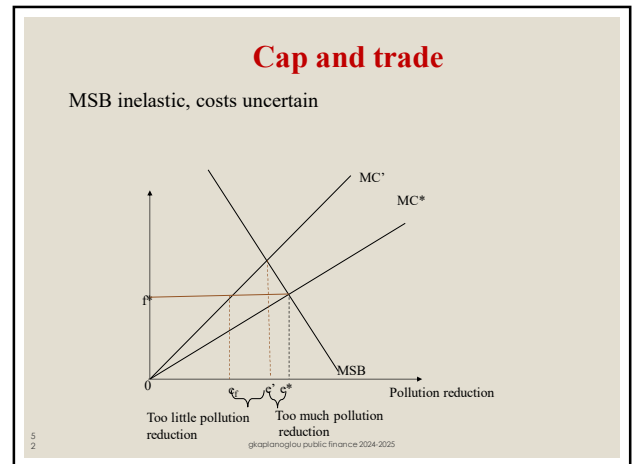 Cap and trade
MSB inelastic, costs uncertain
MC’
MC*
f*
MSB
0
ef
e’ e*
Pollution reduction
Too little pollution
reduction
Too much pollution
reduction
5
2
gkaplanoglou public finance 2024-2025